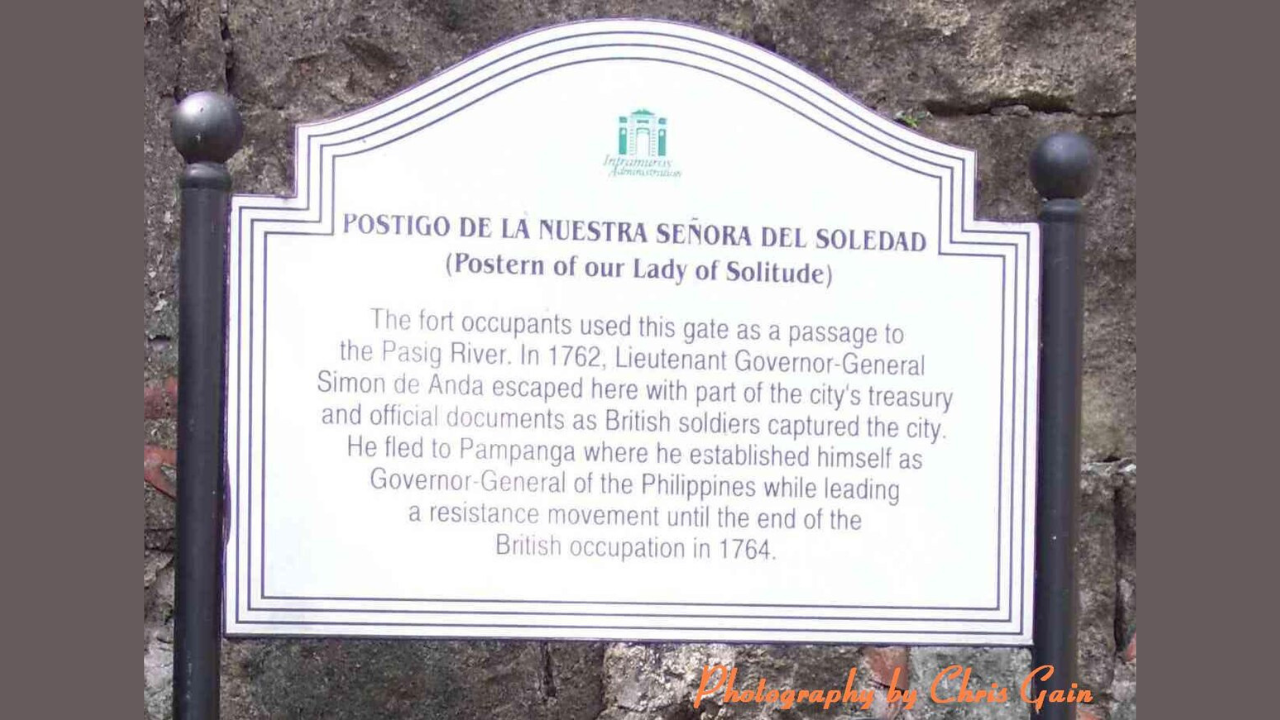 Intramuros
Administration
POSTIGO DE LA NUESTRA SEÑORA DEL SOLEDAD
(Postern of our Lady of Solitude)
The fort occupants used this gate as a passage to
the Pasig River. In 1762, Lieutenant Governor-General
Simon de Anda escaped here with part of the city's treasury
and official documents as British soldiers captured the city.
He fled to Pampanga where he established himself as
Governor-General of the Philippines while leading
a resistance movement until the end of the
British occupation in 1764.
Photography by Chris Gain